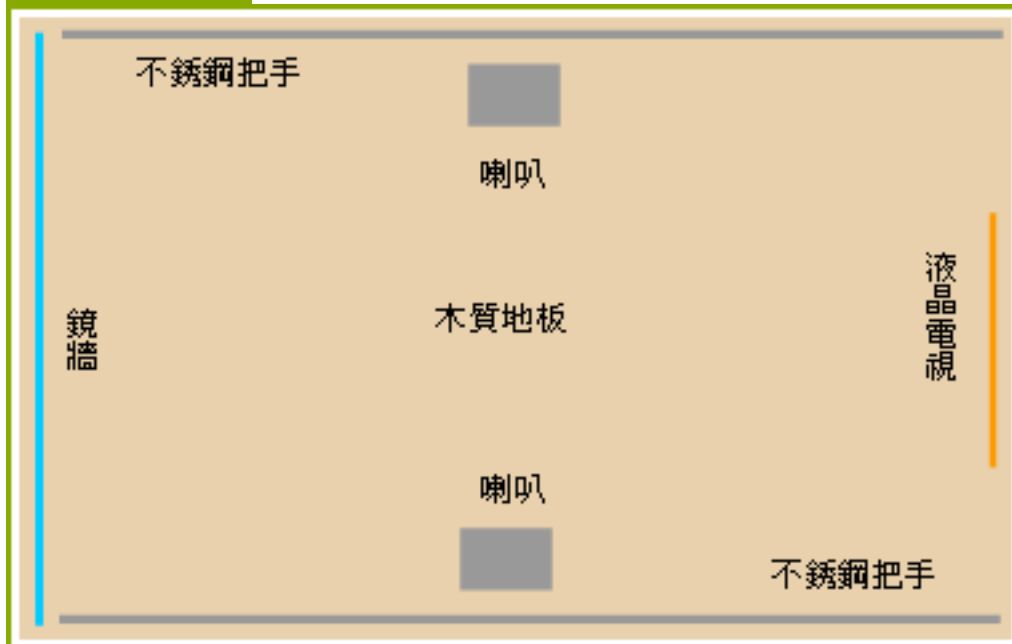 不銹鋼把手
喇叭
液晶電視
鏡牆
木質地板
喇叭
不銹鋼把手